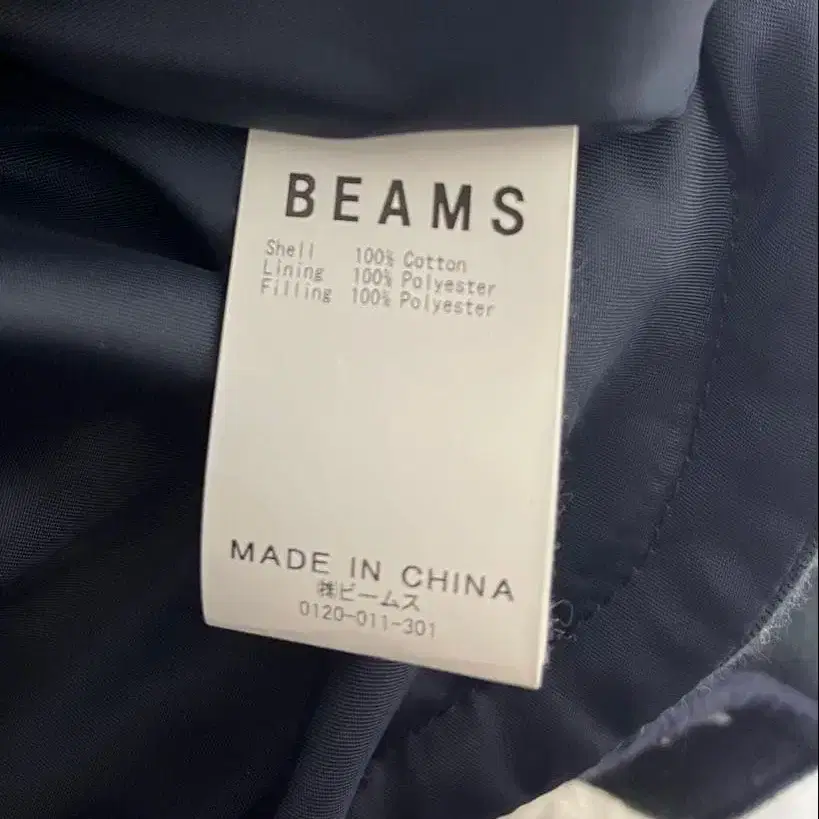 BEAMS
Shell 100% Cotton
Lining 100% Polyester
Filling 100% Polyester
MADE IN CHINA
㈱ビームス
0120-011-301